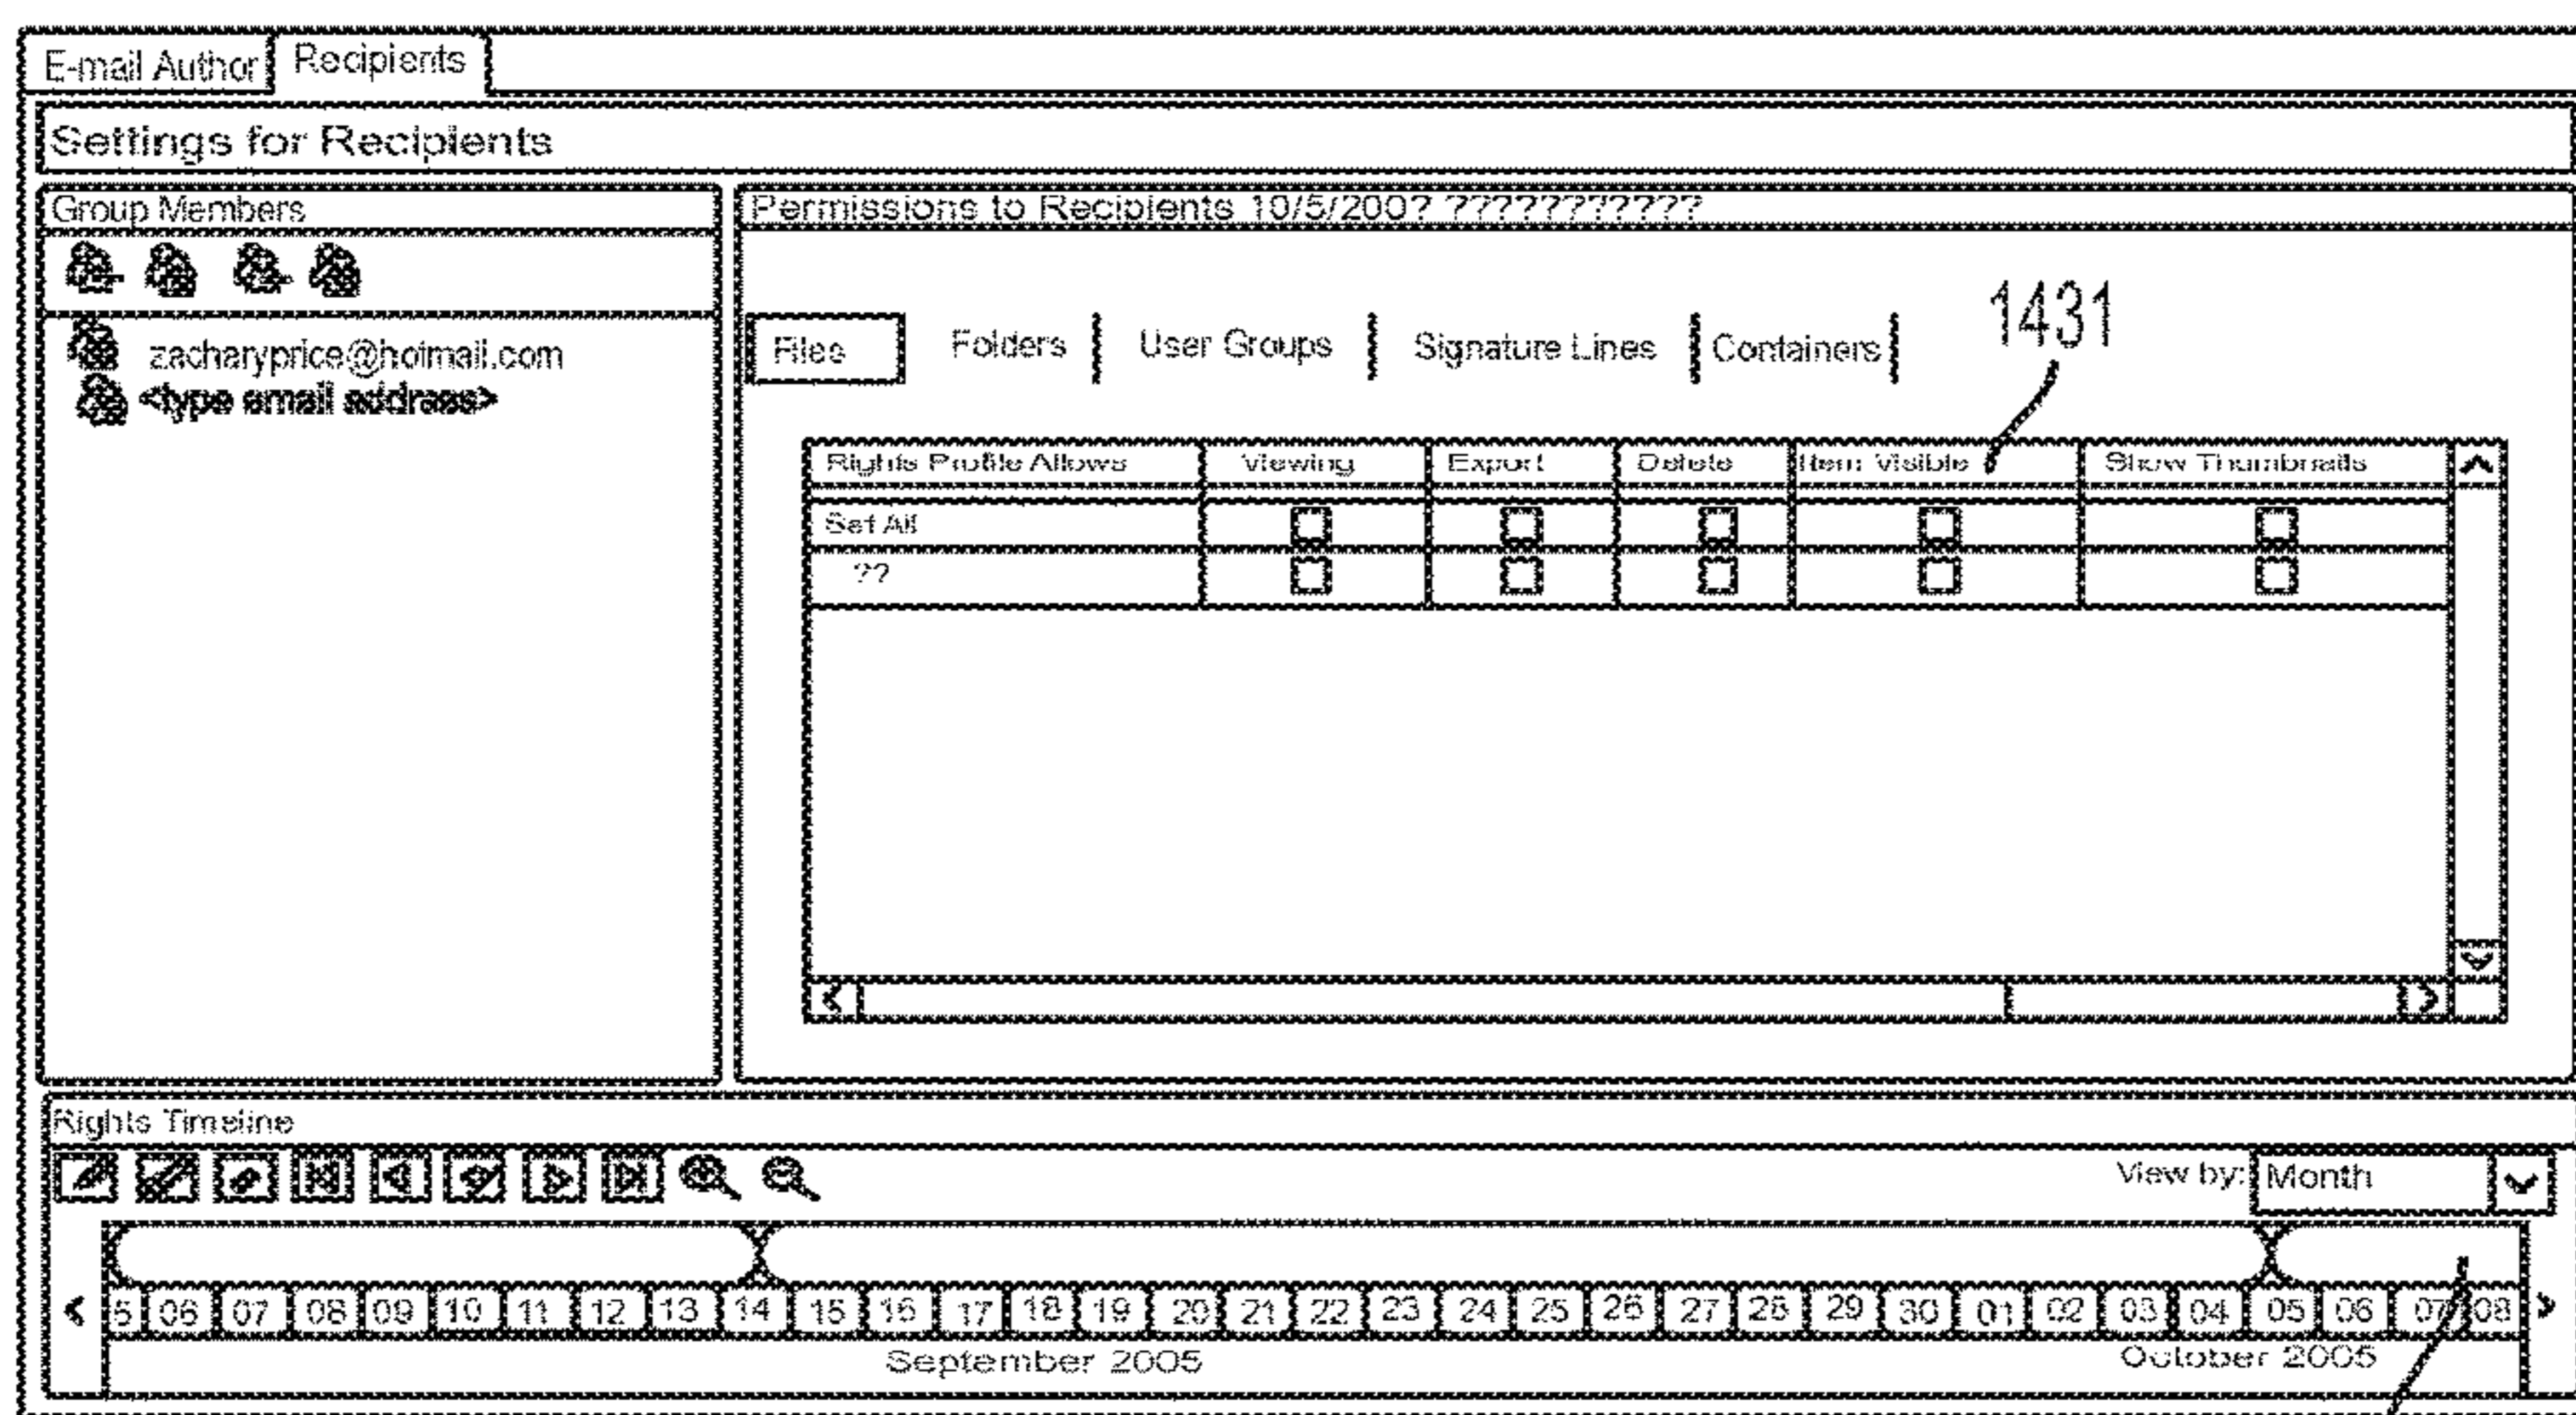 E-mail Author Recipients
Settings for Recipients
Group Members
zacharyprice@hotmail.com
<type email address>
Permissions to Recipients 10/5/200? ???????????
1431
Files Folders User Groups Signature Lines Containers
Rights Profile Allows Viewing Export Delete Item Visible Show Thumbnails
Set All
??
Rights Timeline
View by: Month
5 06 07 08 09 10 11 12 13 14 15 16 17 18 19 20 21 22 23 24 25 26 27 28 29 30 01 02 03 04 05 06 07 08
September 2005 October 2005